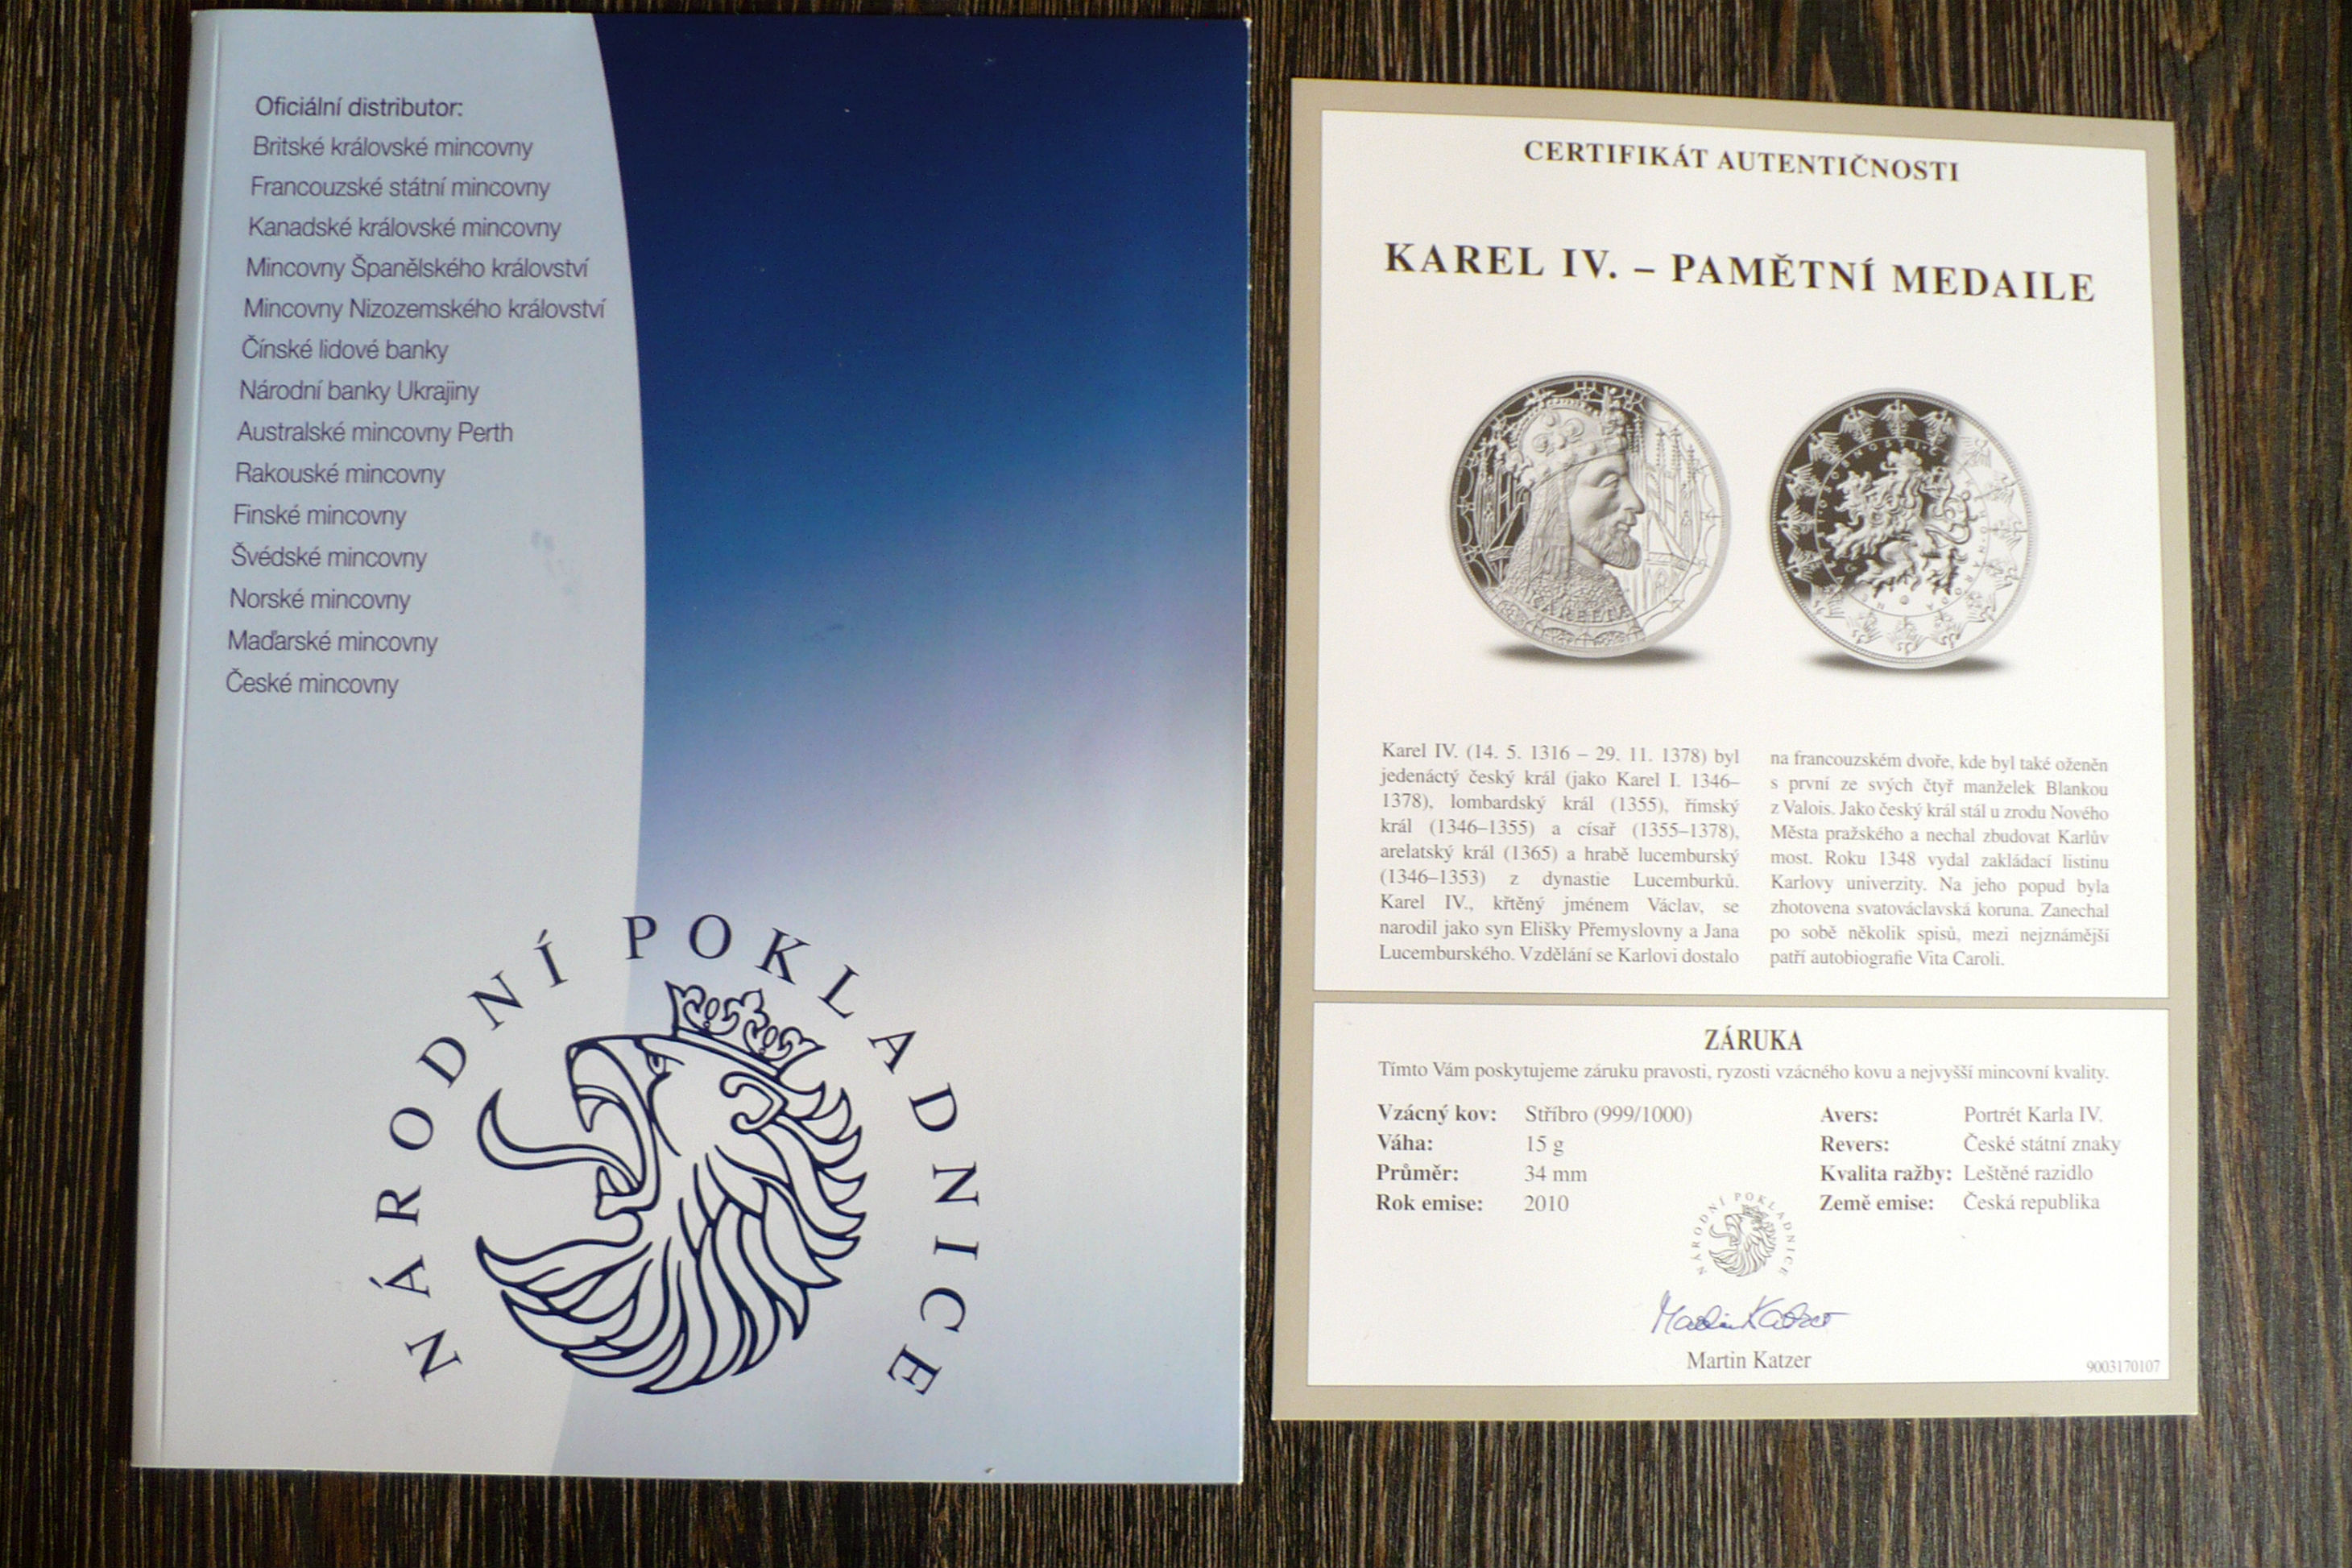 Oficiální distributor:
Britské královské mincovny
Francouzské státní mincovny
Kanadské královské mincovny
Mincovny Španělského království
Mincovny Nizozemského království
Čínské lidové banky
Národní banky Ukrajiny
Australské mincovny Perth
Rakouské mincovny
Finské mincovny
Švédské mincovny
Norské mincovny
Maďarské mincovny
České mincovny
NÁRODNÍ POKLADNICE
CERTIFIKÁT AUTENTIČNOSTI
KAREL IV. – PAMĚTNÍ MEDAILE
Karel IV. (14. 5. 1316 – 29. 11. 1378) byl
jedenáctý český král (jako Karel I. 1346–
1378), lombardský král (1355), římský
král (1346–1355) a císař (1355–1378),
arelatský král (1365) a hrabě lucemburský
(1346–1353) z dynastie Lucemburků.
Karel IV., křtěný jménem Václav, se
narodil jako syn Elišky Přemyslovny a Jana
Lucemburského. Vzdělání se Karlovi dostalo
na francouzském dvoře, kde byl také oženěn
s první ze svých čtyř manželek Blankou
z Valois. Jako český král stál u zrodu Nového
Města pražského a nechal zbudovat Karlův
most. Roku 1348 vydal zakládací listinu
Karlovy univerzity. Na jeho popud byla
zhotovena svatováclavská koruna. Zanechal
po sobě několik spisů, mezi nejznámější
patří autobiografie Vita Caroli.
ZÁRUKA
Tímto Vám poskytujeme záruku pravosti, ryzosti vzácného kovu a nejvyšší mincovní kvality.
Vzácný kov: Stříbro (999/1000)
Váha: 15 g
Průměr: 34 mm
Rok emise: 2010
Avers: Portrét Karla IV.
Revers: České státní znaky
Kvalita ražby: Leštěné razidlo
Země emise: Česká republika
NÁRODNÍ POKLADNICE
Martin Katzer
Martin Katzer
9003170107